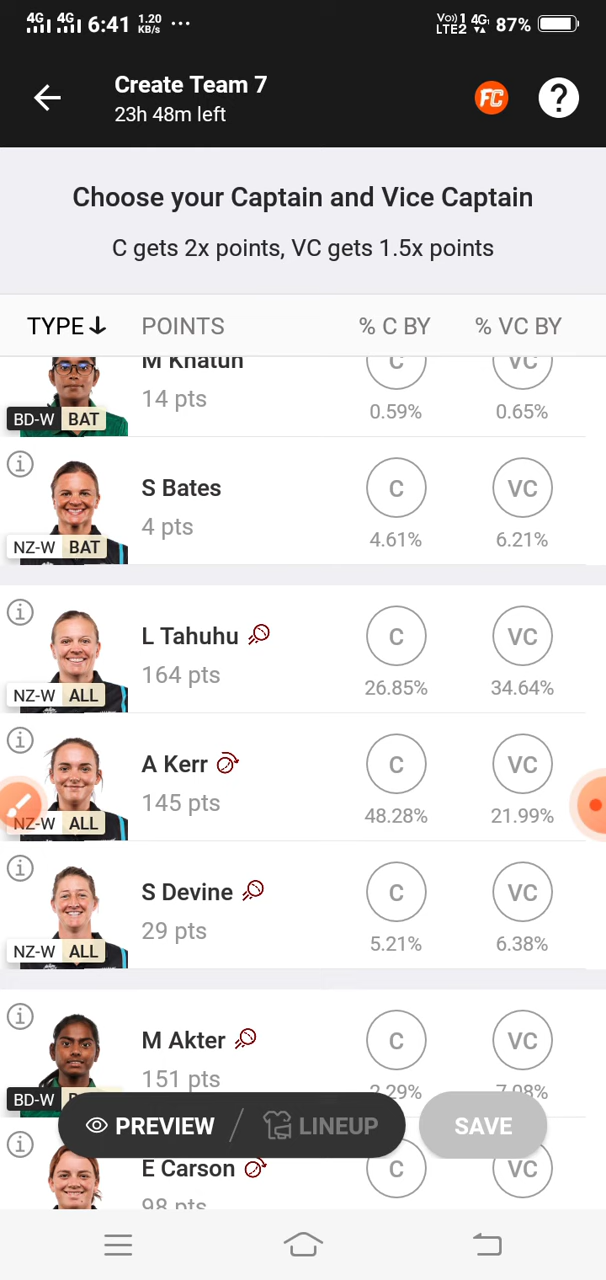 4G 4G 6:41 1.20 KB/s ... Vo)) 1 LTE2 4G 87%
Create Team 7
23h 48m left
FC ?
Choose your Captain and Vice Captain
C gets 2x points, VC gets 1.5x points
TYPE POINTS % C BY % VC BY
M Khatun C VC
14 pts 0.59% 0.65%
BD-W BAT
S Bates C VC
4 pts 4.61% 6.21%
NZ-W BAT
L Tahuhu C VC
164 pts 26.85% 34.64%
NZ-W ALL
A Kerr C VC
145 pts 48.28% 21.99%
NZ-W ALL
S Devine C VC
29 pts 5.21% 6.38%
NZ-W ALL
M Akter C VC
151 pts 2.29% 7.08%
BD-W
PREVIEW / LINEUP SAVE
E Carson C VC
98 pts